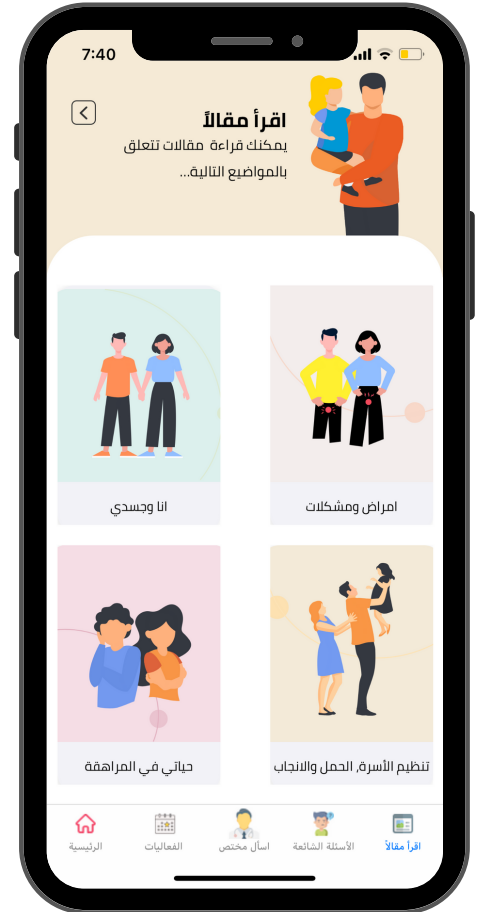 7:40
اقرأ مقالاً
يمكنك قراءة مقالات تتعلق
بالمواضيع التالية...
امراض ومشكلات
انا وجسدي
تنظيم الأسرة, الحمل والانجاب
حياتي في المراهقة
اقرأ مقالاً
الأسئلة الشائعة
اسأل مختص
الفعاليات
الرئيسية